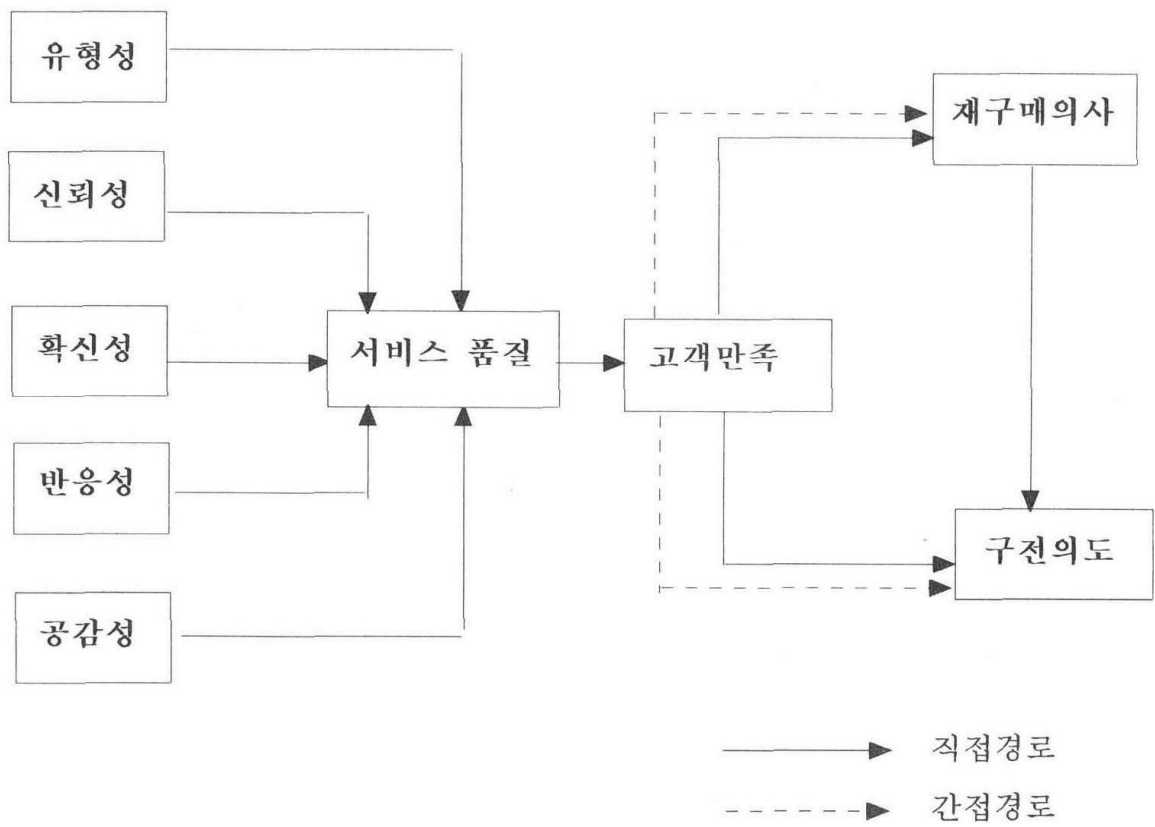 유형성
신뢰성
확신성
반응성
공감성
서비스 품질
고객만족
재구매의사
구전의도
직접경로
간접경로